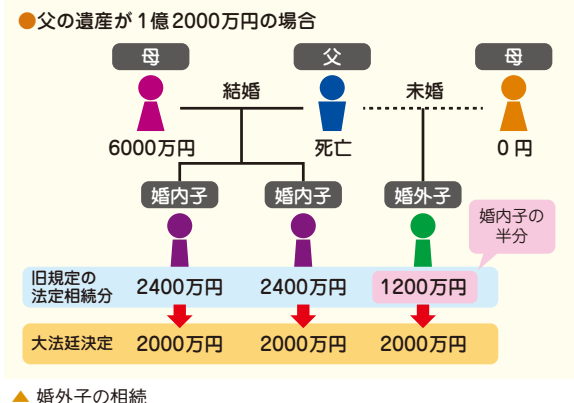 ●父の遺産が1億2000万円の場合
母
父
母
結婚
未婚
6000万円
死亡
0円
婚内子
婚内子
婚外子
婚内子の
半分
旧規定の
法定相続分
2400万円
2400万円
1200万円
大法廷決定
2000万円
2000万円
2000万円
▲ 婚外子の相続